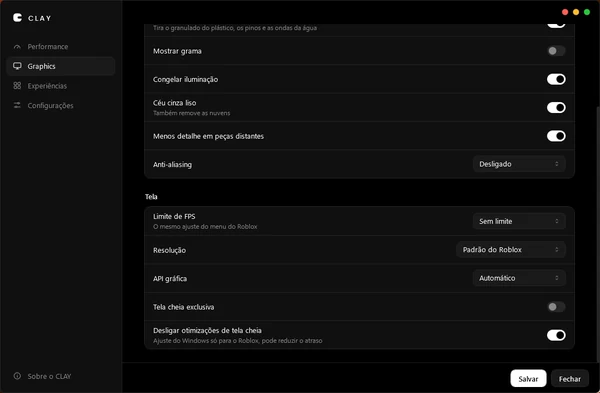 CLAY
Performance
Graphics
Experiências
Configurações
Sobre o CLAY
Tira o granulado do plástico, os pinos e as ondas da água
Mostrar grama
Congelar iluminação
Céu cinza liso
Também remove as nuvens
Menos detalhe em peças distantes
Anti-aliasing
Desligado
Tela
Limite de FPS
O mesmo ajuste do menu do Roblox
Sem limite
Resolução
Padrão do Roblox
API gráfica
Automático
Tela cheia exclusiva
Desligar otimizações de tela cheia
Ajuste do Windows só para o Roblox, pode reduzir o atraso
Salvar
Fechar